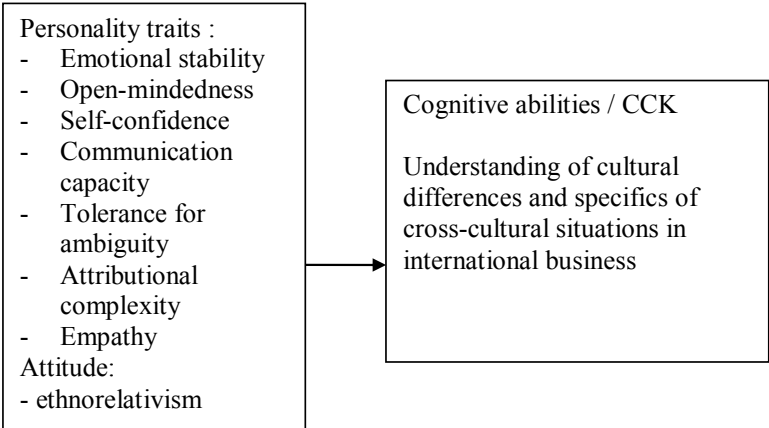 Personality traits :
- Emotional stability
- Open-mindedness
- Self-confidence
- Communication
capacity
- Tolerance for
ambiguity
- Attributional
complexity
- Empathy
Attitude:
- ethnorelativism
Cognitive abilities / CCK
Understanding of cultural
differences and specifics of
cross-cultural situations in
international business